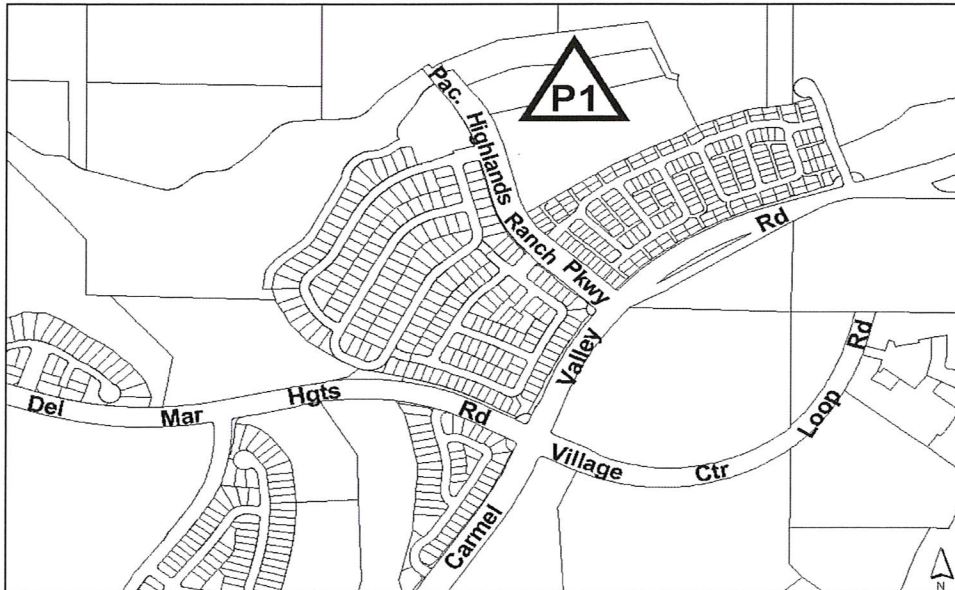 P1
Pac. Highlands Ranch Pkwy
Del Mar Hgts Rd
Carmel Valley Rd
Village Ctr Loop Rd
N